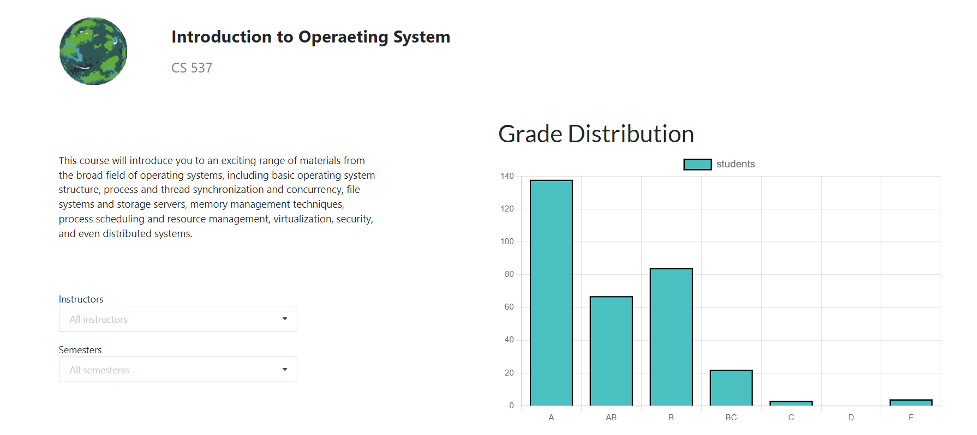 Introduction to Operaeting System
CS 537
This course will introduce you to an exciting range of materials from
the broad field of operating systems, including basic operating system
structure, process and thread synchronization and concurrency, file
systems and storage servers, memory management techniques,
process scheduling and resource management, virtualization, security,
and even distributed systems.
Instructors
All instructors
Semesters
All semesterss
Grade Distribution
students
140
120
100
80
60
40
20
0
A AB B BC C D F